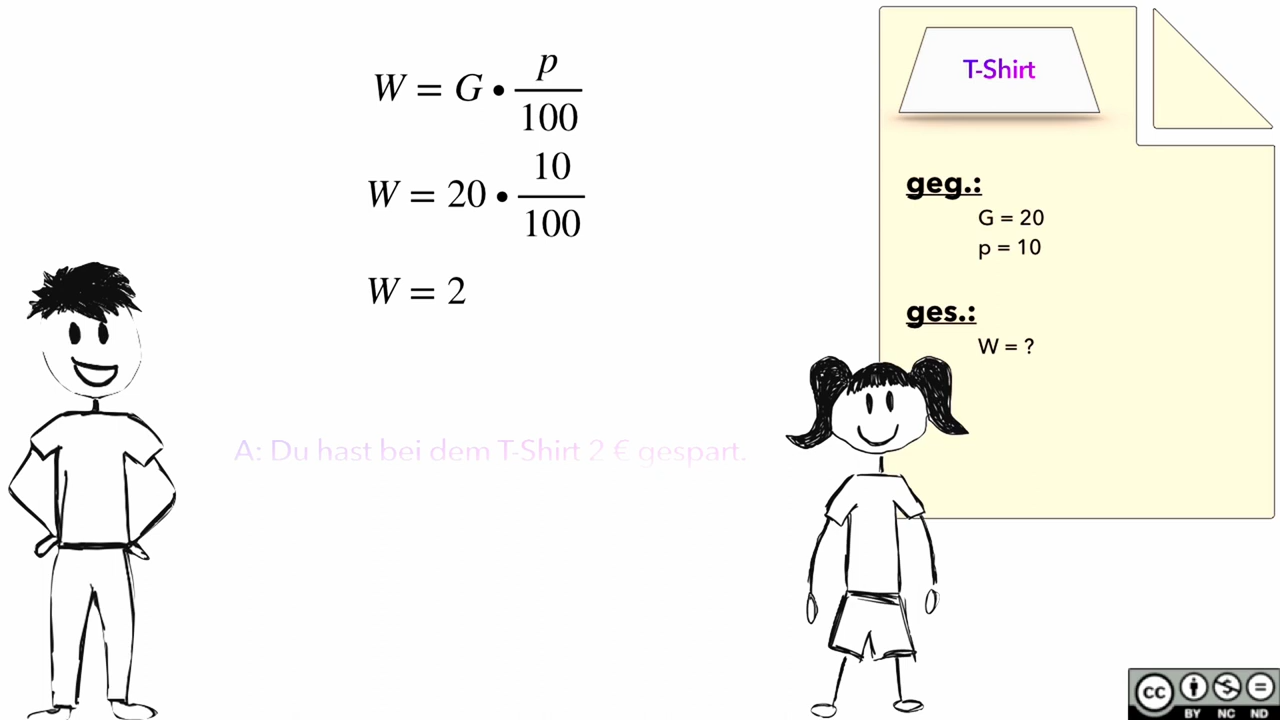 W = G • p/100
W = 20 • 10/100
W = 2
A: Du hast bei dem T-Shirt 2 € gespart.
T-Shirt
geg.:
G = 20
p = 10
ges.:
W = ?
CC BY NC ND